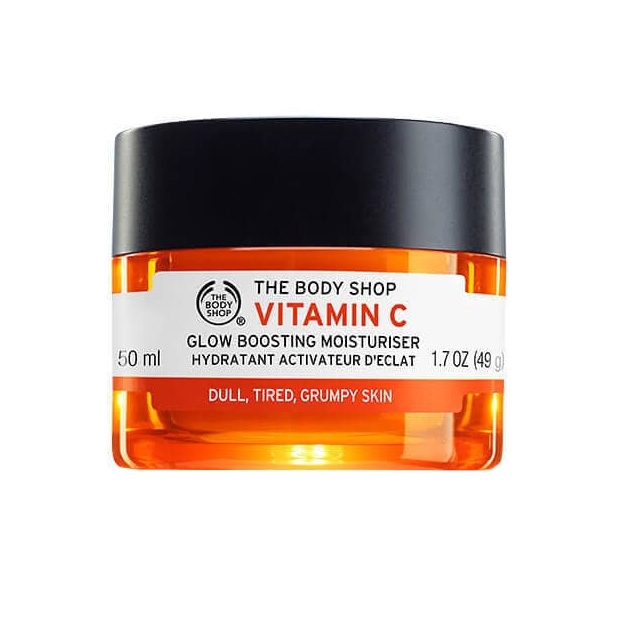 THE BODY SHOP
THE
BODY
SHOP
®
VITAMIN C
GLOW BOOSTING MOISTURISER
HYDRATANT ACTIVATEUR D'ECLAT
50 ml
1.7 OZ (49 g)
DULL, TIRED, GRUMPY SKIN